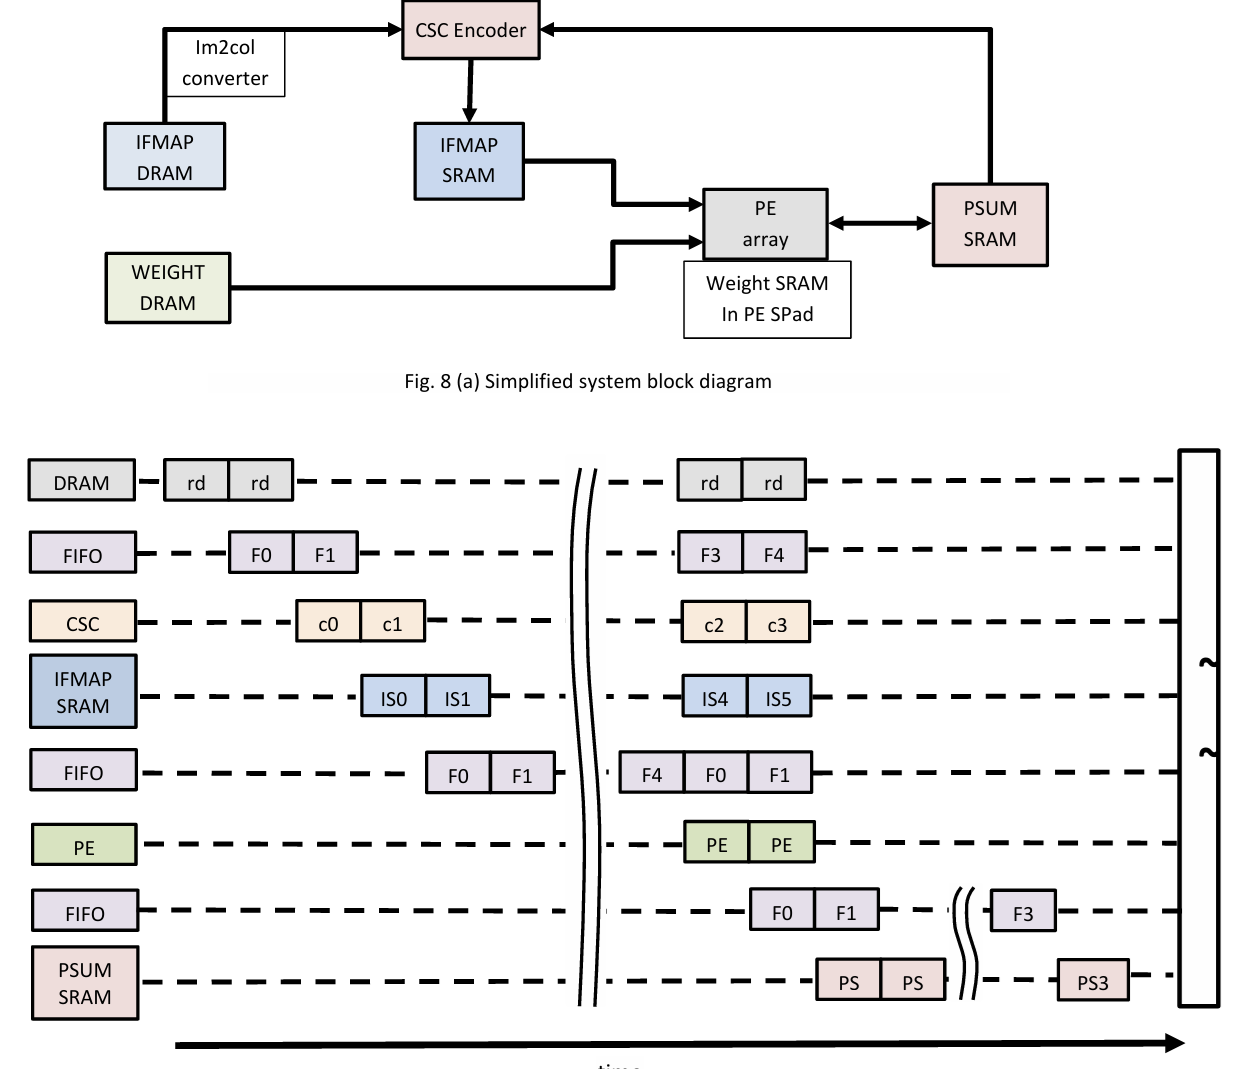 CSC Encoder
Im2col
converter
IFMAP
DRAM
IFMAP
SRAM
PE
array
PSUM
SRAM
WEIGHT
DRAM
Weight SRAM
In PE SPad
Fig. 8 (a) Simplified system block diagram
DRAM rd rd rd rd
FIFO F0 F1 F3 F4
CSC c0 c1 c2 c3
IFMAP
SRAM IS0 IS1 IS4 IS5
FIFO F0 F1 F4 F0 F1
PE PE PE
FIFO F0 F1 F3
PSUM
SRAM PS PS PS3
~
~
time